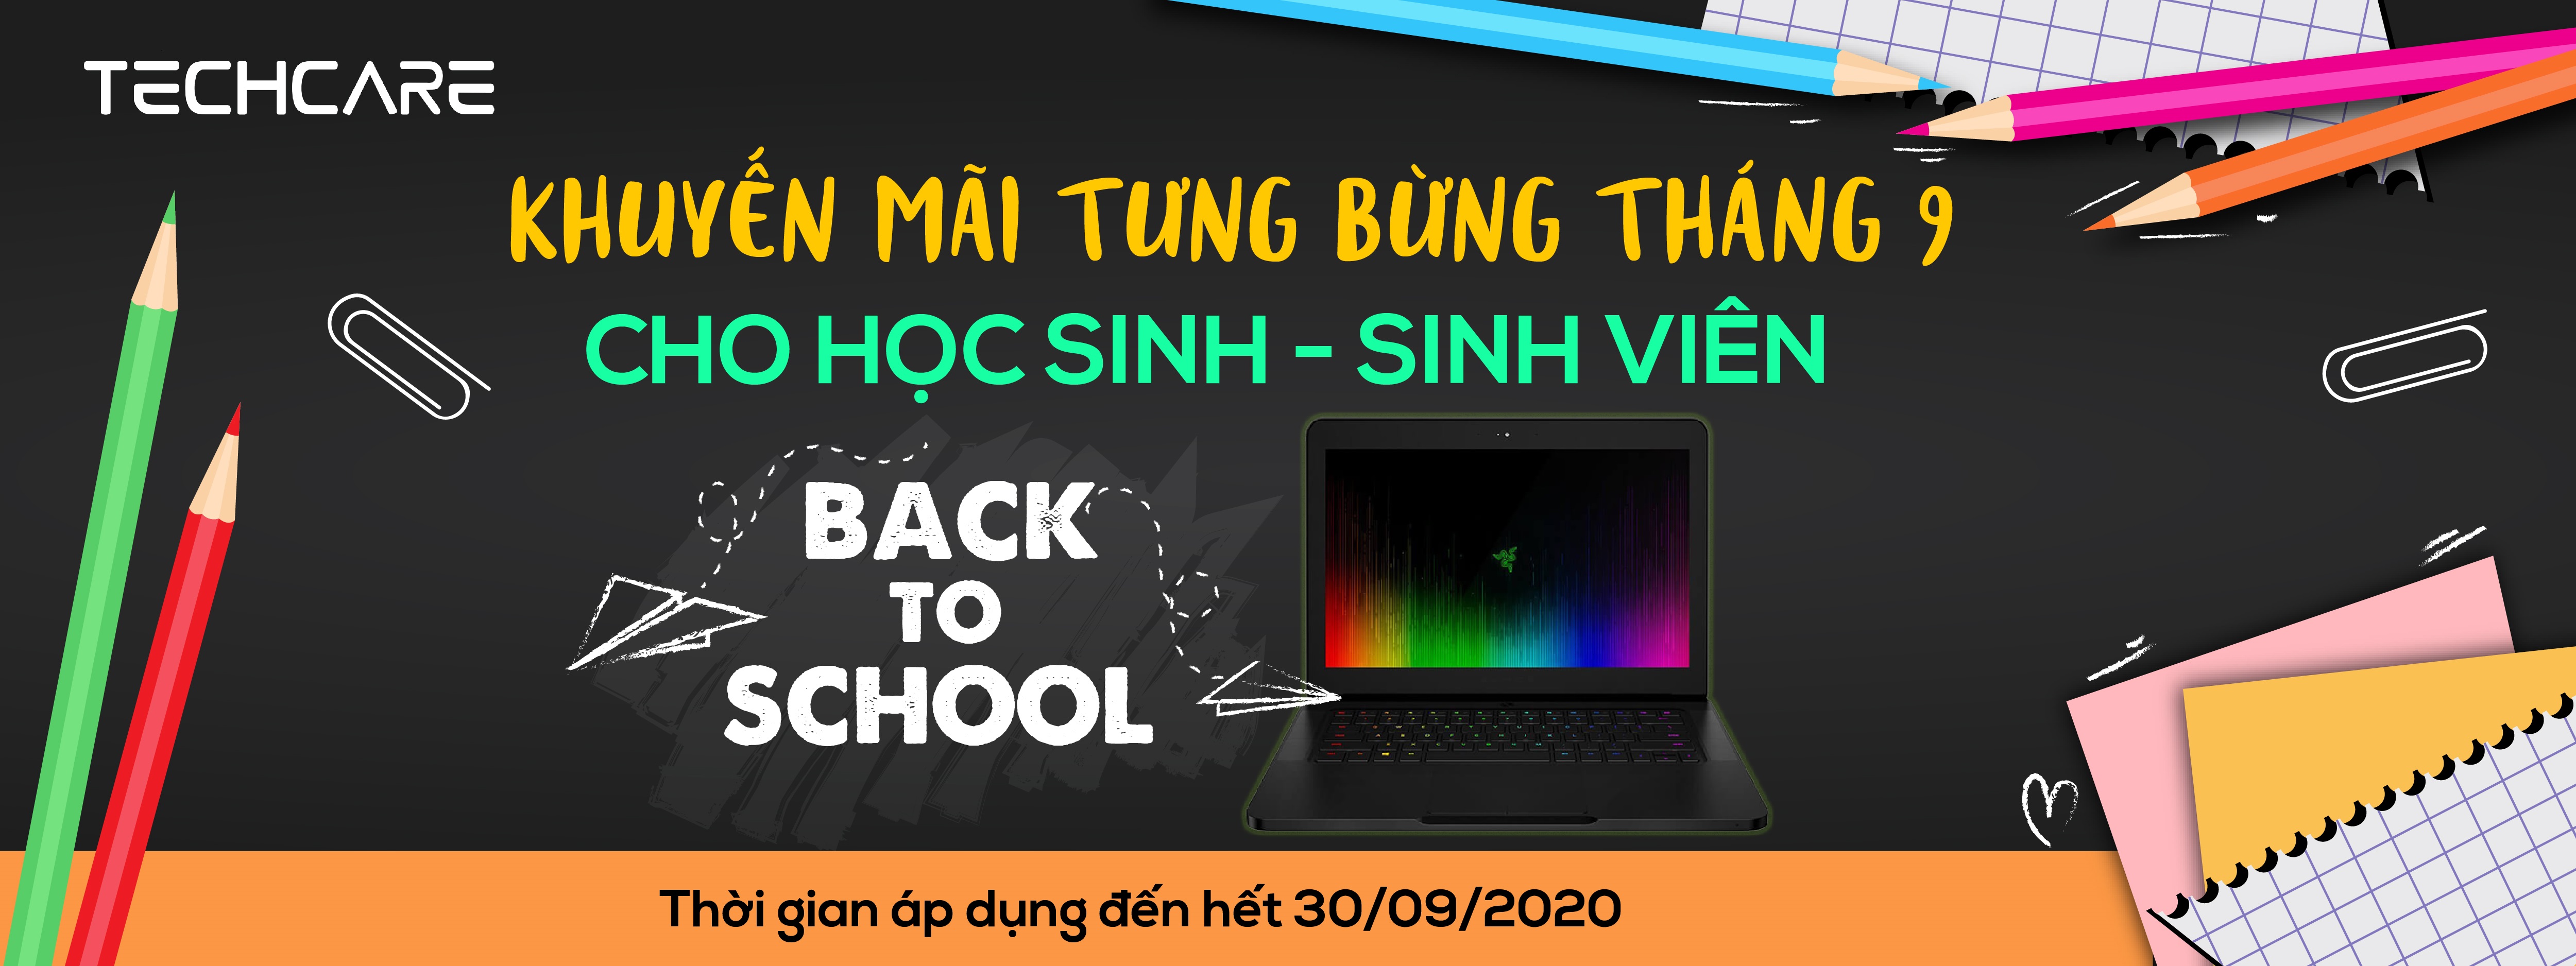 TECHCARE
KHUYẾN MÃI TƯNG BỪNG THÁNG 9
CHO HỌC SINH - SINH VIÊN
BACK
TO
SCHOOL
Thời gian áp dụng đến hết 30/09/2020